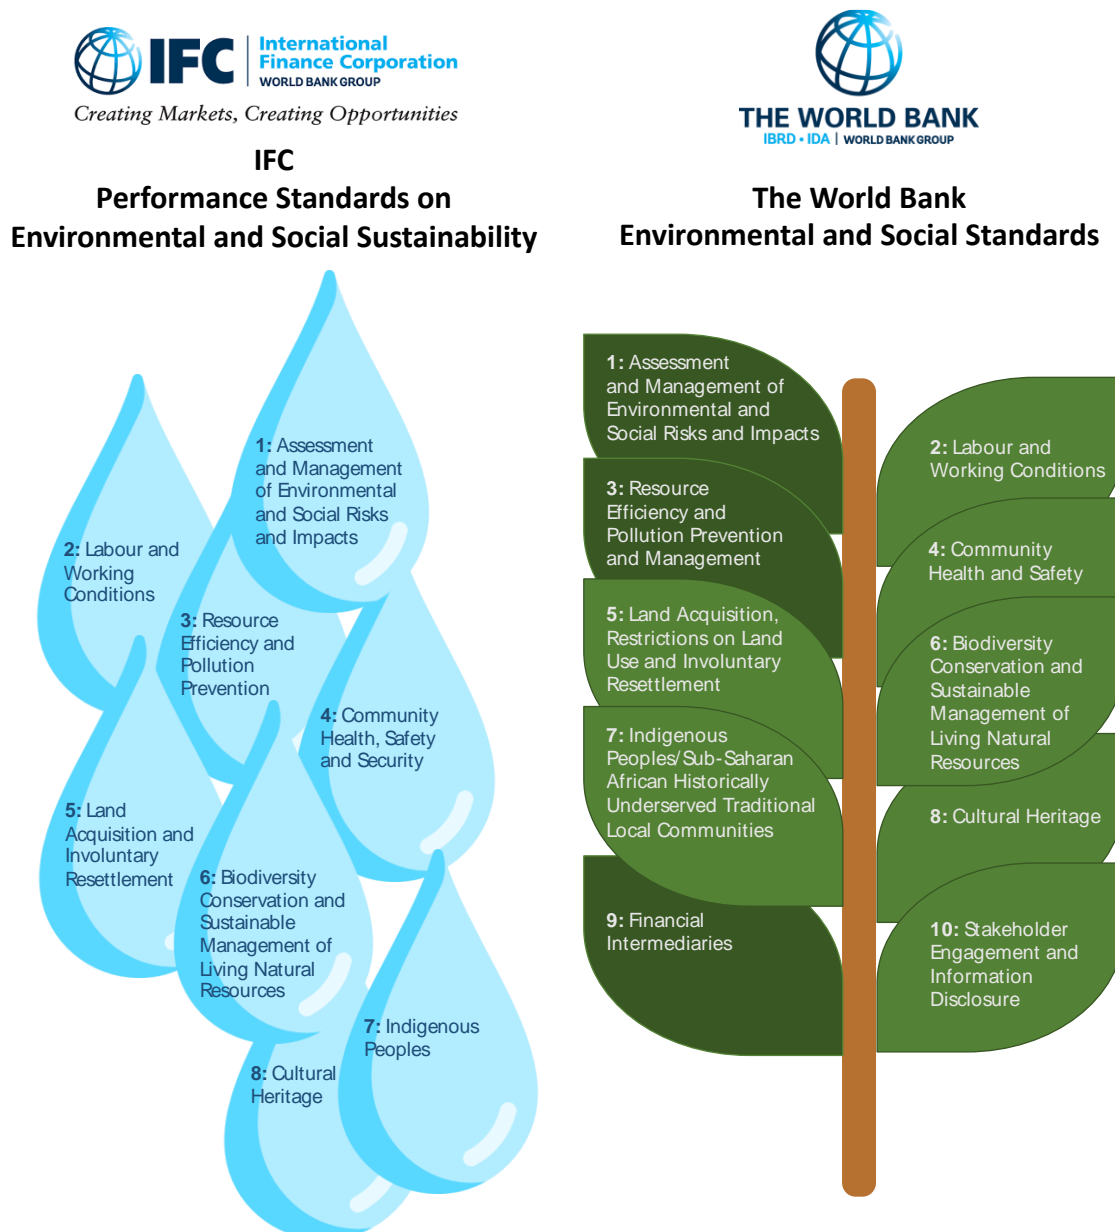 IFC
International
Finance Corporation
WORLD BANK GROUP
Creating Markets, Creating Opportunities
IFC
Performance Standards on
Environmental and Social Sustainability
1: Assessment
and Management
of Environmental
and Social Risks
and Impacts
2: Labour and
Working
Conditions
3: Resource
Efficiency and
Pollution
Prevention
4: Community
Health, Safety
and Security
5: Land
Acquisition and
Involuntary
Resettlement
6: Biodiversity
Conservation and
Sustainable
Management of
Living Natural
Resources
7: Indigenous
Peoples
8: Cultural
Heritage
THE WORLD BANK
IBRD • IDA | WORLD BANK GROUP
The World Bank
Environmental and Social Standards
1: Assessment
and Management of
Environmental and
Social Risks and Impacts
2: Labour and
Working Conditions
3: Resource
Efficiency and
Pollution Prevention
and Management
4: Community
Health and Safety
5: Land Acquisition,
Restrictions on Land
Use and Involuntary
Resettlement
6: Biodiversity
Conservation and
Sustainable
Management of
Living Natural
Resources
7: Indigenous
Peoples/Sub-Saharan
African Historically
Underserved Traditional
Local Communities
8: Cultural Heritage
9: Financial
Intermediaries
10: Stakeholder
Engagement and
Information
Disclosure